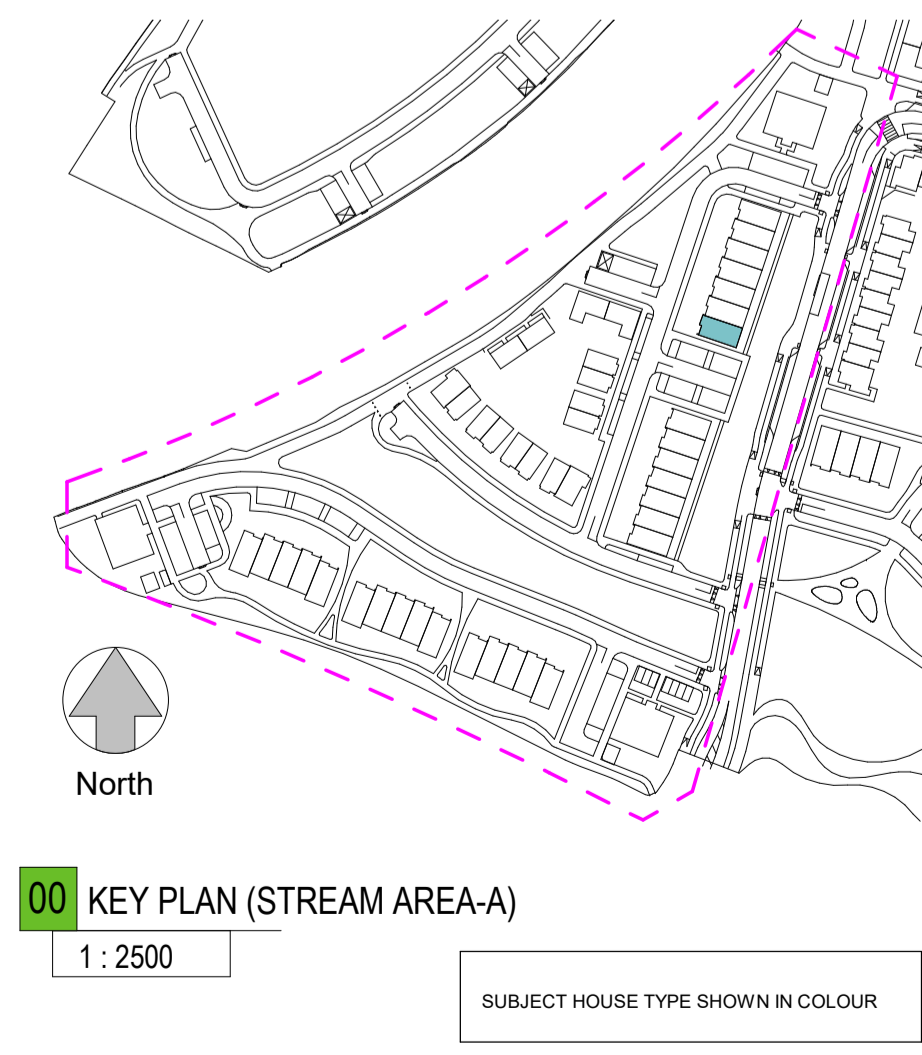 North
00 KEY PLAN (STREAM AREA-A)
1 : 2500
SUBJECT HOUSE TYPE SHOWN IN COLOUR